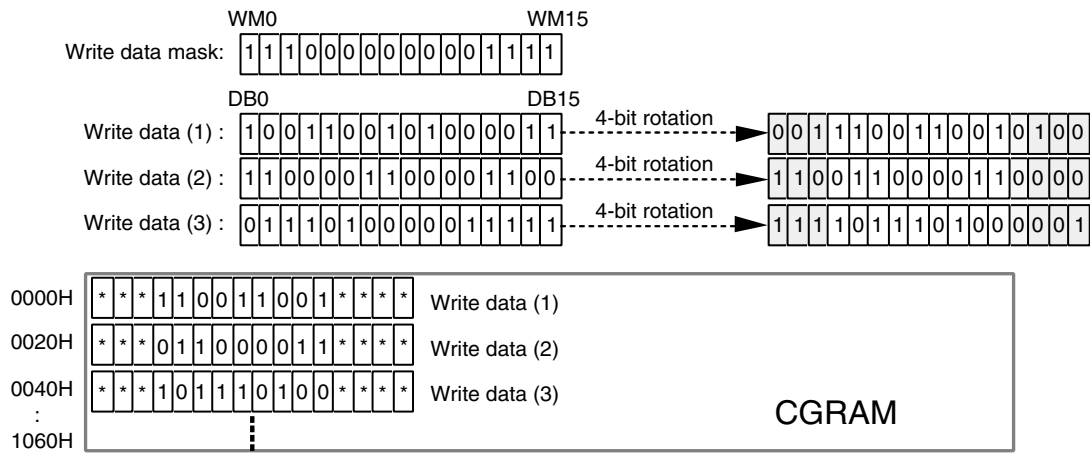 WM0 WM15
Write data mask: 1 1 1 0 0 0 0 0 0 0 0 0 1 1 1 1
DB0 DB15
Write data (1) : 1 0 0 1 1 0 0 1 0 1 0 0 0 0 1 1 4-bit rotation 0 0 1 1 1 0 0 1 1 0 0 1 0 1 0 0
Write data (2) : 1 1 0 0 0 0 1 1 0 0 0 0 1 1 0 0 4-bit rotation 1 1 0 0 1 1 0 0 0 0 1 1 0 0 0 0
Write data (3) : 0 1 1 1 0 1 0 0 0 0 0 1 1 1 1 1 4-bit rotation 1 1 1 1 0 1 1 1 0 1 0 0 0 0 0 1
0000H * * * 1 1 0 0 1 1 0 0 1 * * * * Write data (1)
0020H * * * 0 1 1 0 0 0 0 1 1 * * * * Write data (2)
0040H * * * 1 0 1 1 1 0 1 0 0 * * * * Write data (3)
:
1060H
CGRAM